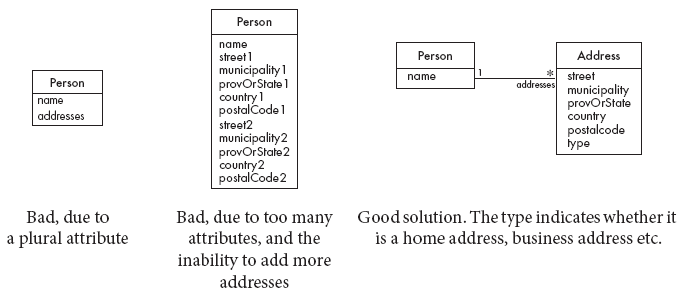 Person
name
addresses
Bad, due to
a plural attribute
Person
name
street1
municipality1
provOrState1
country1
postalCode1
street2
municipality2
provOrState2
country2
postalCode2
Bad, due to too many
attributes, and the
inability to add more
addresses
Person
name
1
*
addresses
Address
street
municipality
provOrState
country
postalcode
type
Good solution. The type indicates whether it
is a home address, business address etc.